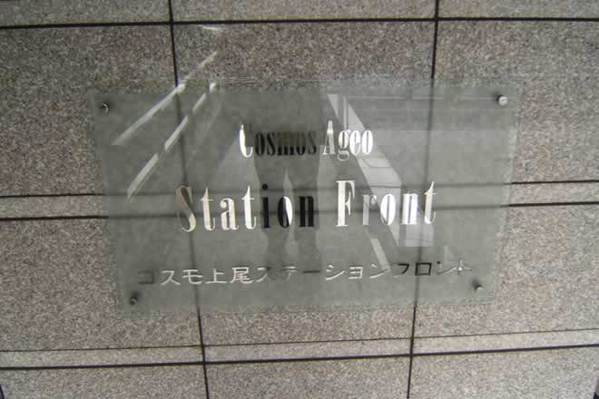 Cosmos Ageo
Station Front
コスモ上尾ステーションフロント